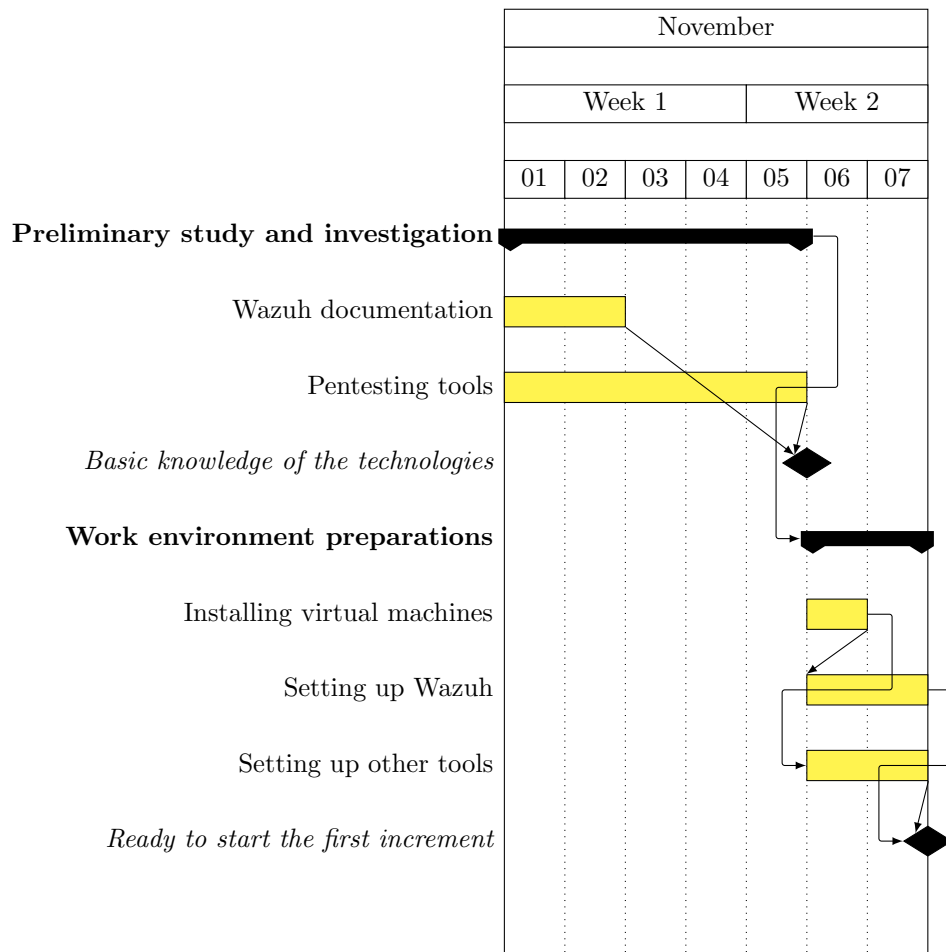 November
Week 1 Week 2
01 02 03 04 05 06 07
Preliminary study and investigation
Wazuh documentation
Pentesting tools
Basic knowledge of the technologies
Work environment preparations
Installing virtual machines
Setting up Wazuh
Setting up other tools
Ready to start the first increment